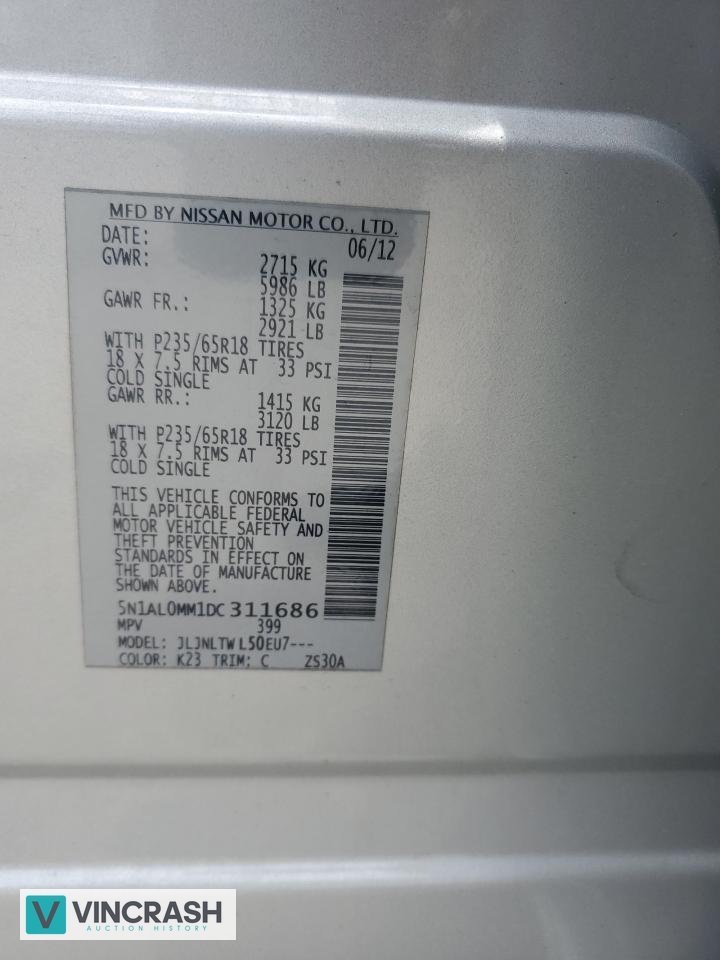 MFD BY NISSAN MOTOR CO., LTD.
DATE: 06/12
GVWR: 2715 KG
5986 LB
GAWR FR.: 1325 KG
2921 LB
WITH P235/65R18 TIRES
18 X 7.5 RIMS AT 33 PSI
COLD SINGLE
GAWR RR.: 1415 KG
3120 LB
WITH P235/65R18 TIRES
18 X 7.5 RIMS AT 33 PSI
COLD SINGLE
THIS VEHICLE CONFORMS TO
ALL APPLICABLE FEDERAL
MOTOR VEHICLE SAFETY AND
THEFT PREVENTION
STANDARDS IN EFFECT ON
THE DATE OF MANUFACTURE
SHOWN ABOVE.
5N1AL0MM1DC311686
MPV 399
MODEL: JLJNLTW L50EU7---
COLOR: K23 TRIM; C ZS30A
V VINCRASH
AUCTION HISTORY